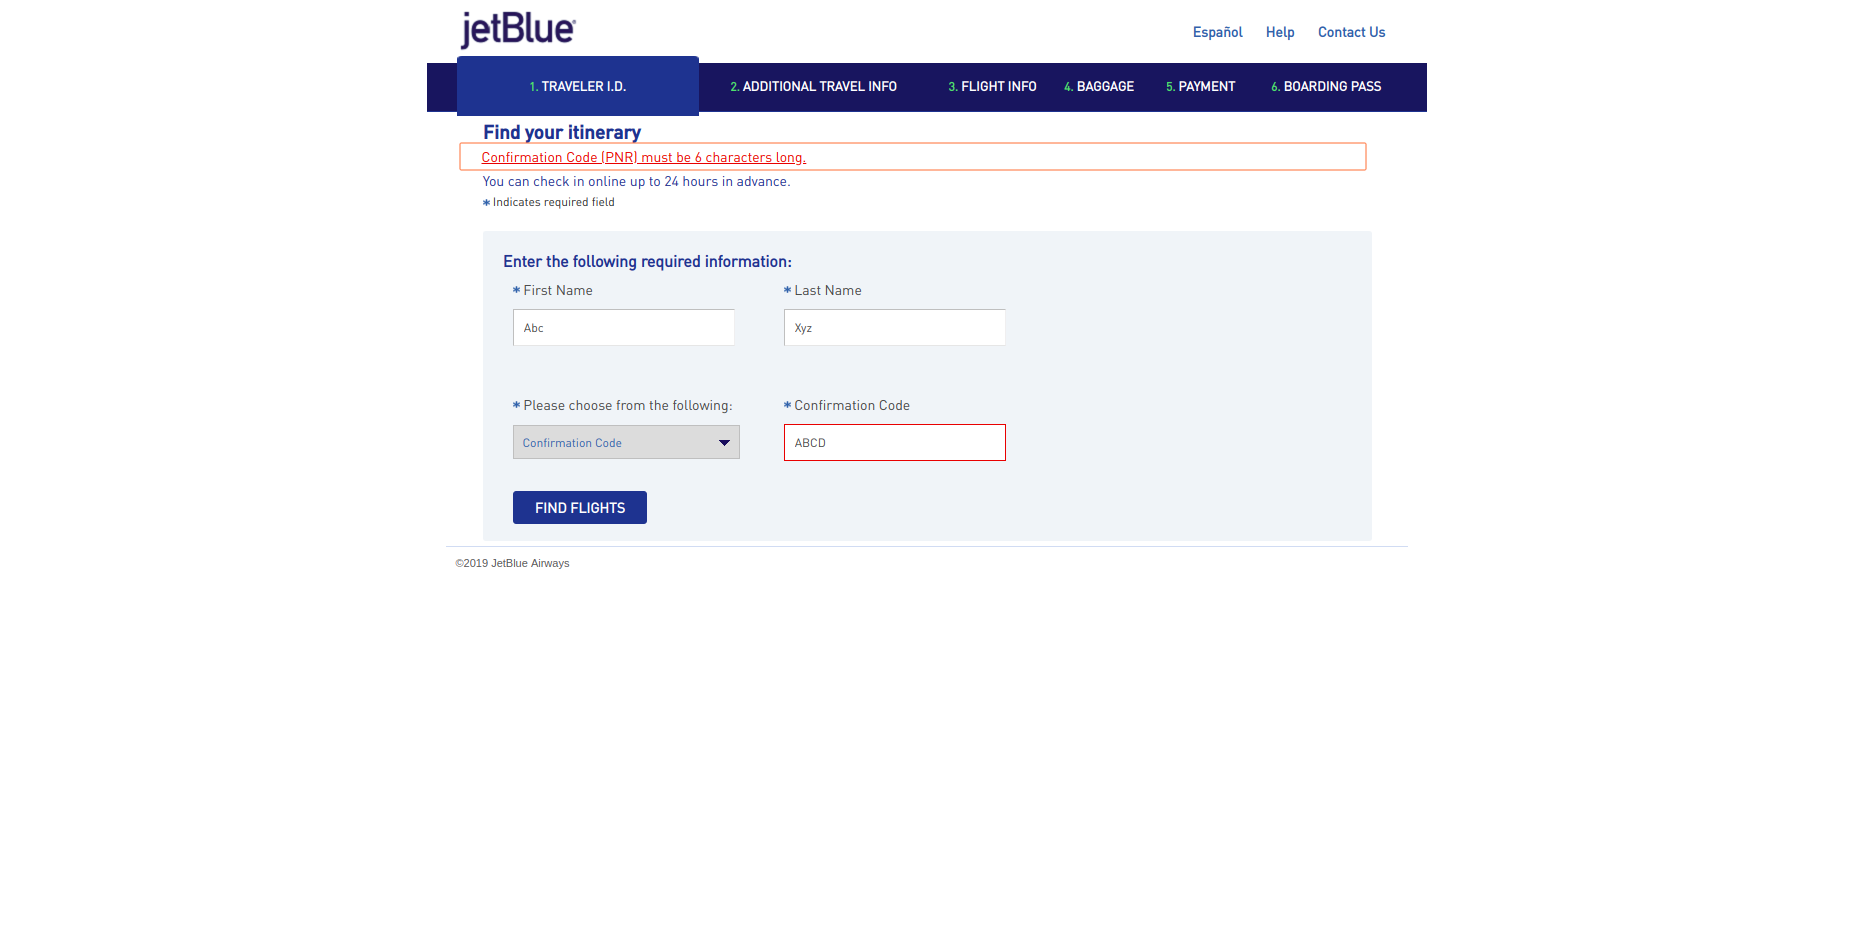 jetBlue
Español Help Contact Us
1. TRAVELER I.D. 2. ADDITIONAL TRAVEL INFO 3. FLIGHT INFO 4. BAGGAGE 5. PAYMENT 6. BOARDING PASS
Find your itinerary
Confirmation Code (PNR) must be 6 characters long.
You can check in online up to 24 hours in advance.
* Indicates required field
Enter the following required information:
* First Name * Last Name
Abc Xyz
* Please choose from the following: * Confirmation Code
Confirmation Code ABCD
FIND FLIGHTS
©2019 JetBlue Airways